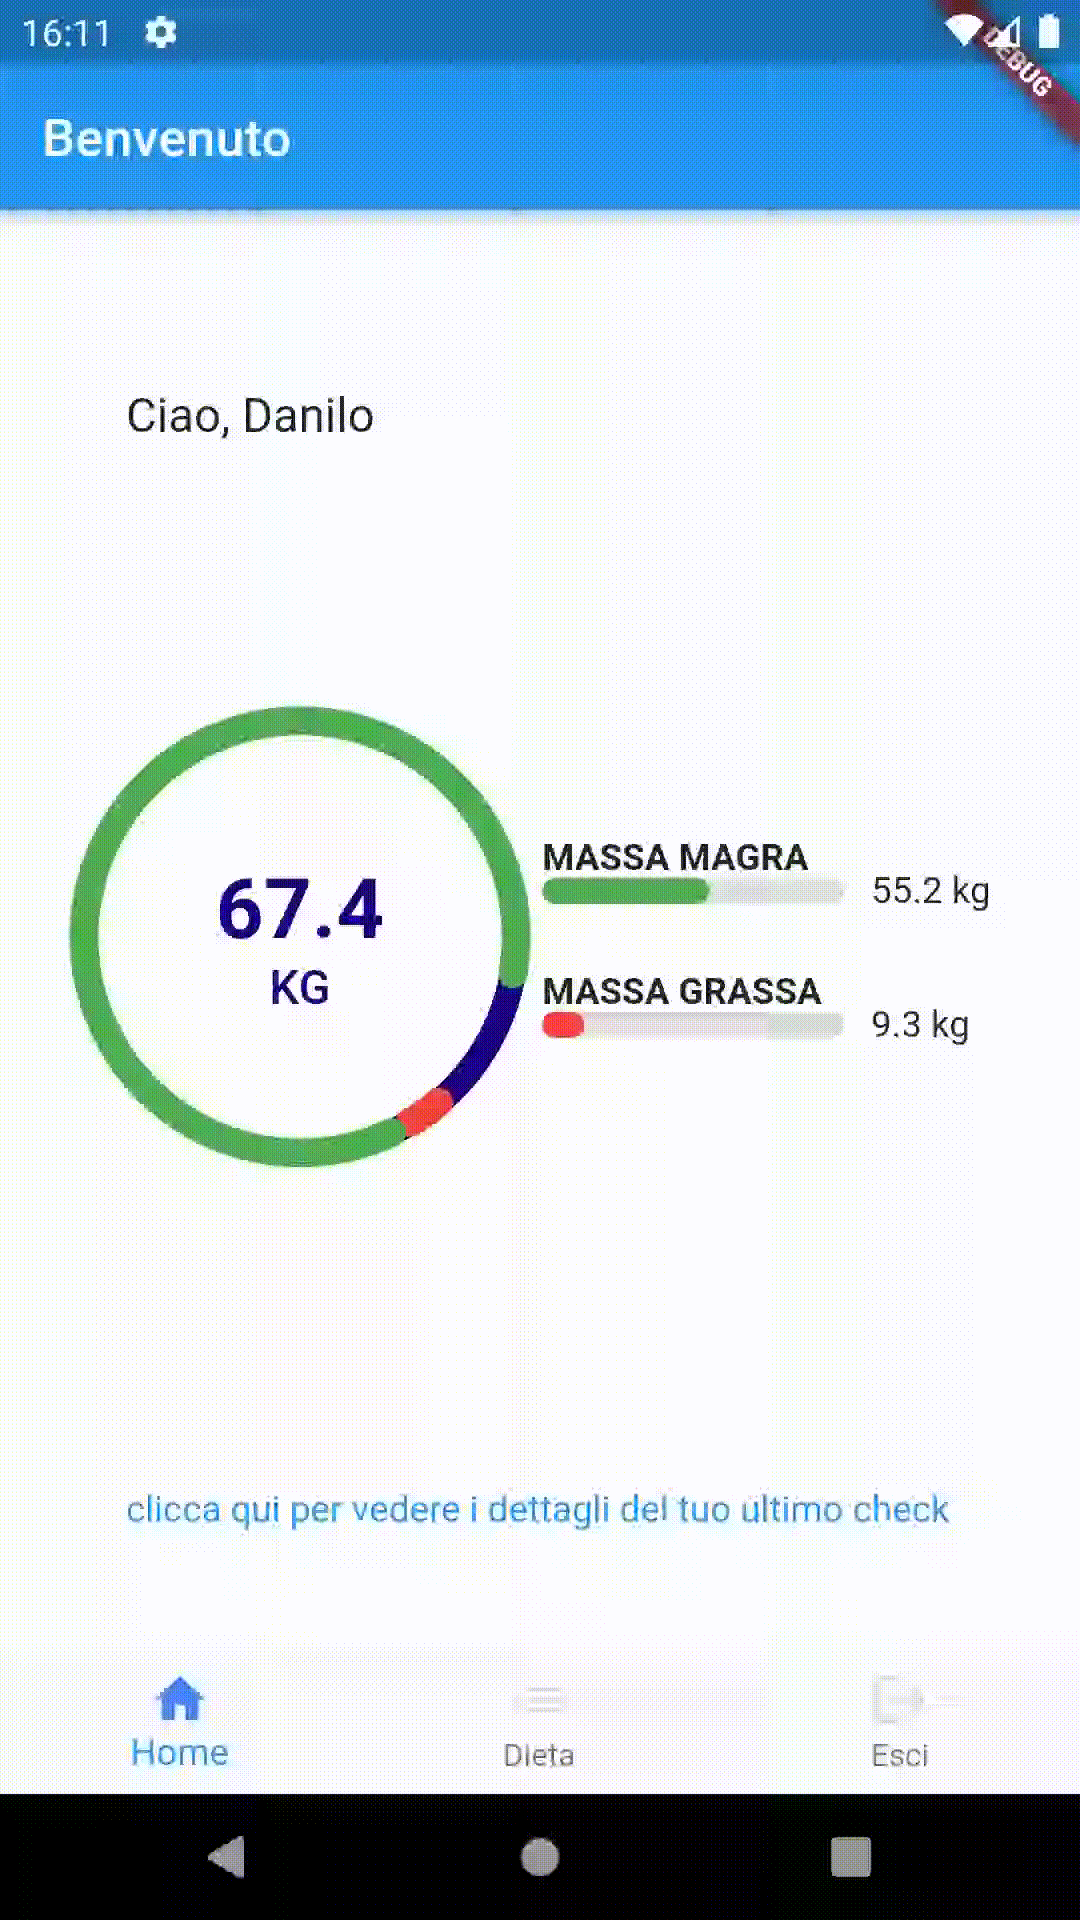 16:11
DEBUG
Benvenuto
Ciao, Danilo
67.4
KG
MASSA MAGRA
55.2 kg
MASSA GRASSA
9.3 kg
clicca qui per vedere i dettagli del tuo ultimo check
Home
Dieta
Esci